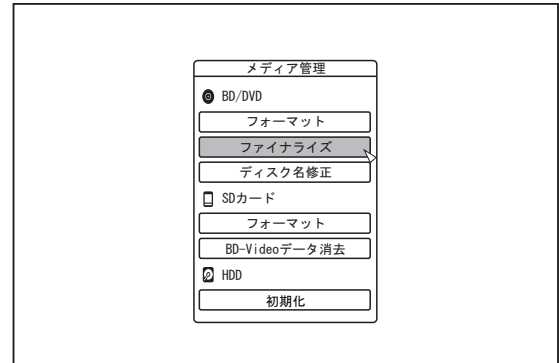 メディア管理
BD/DVD
フォーマット
ファイナライズ
ディスク名修正
SDカード
フォーマット
BD-Videoデータ消去
HDD
初期化